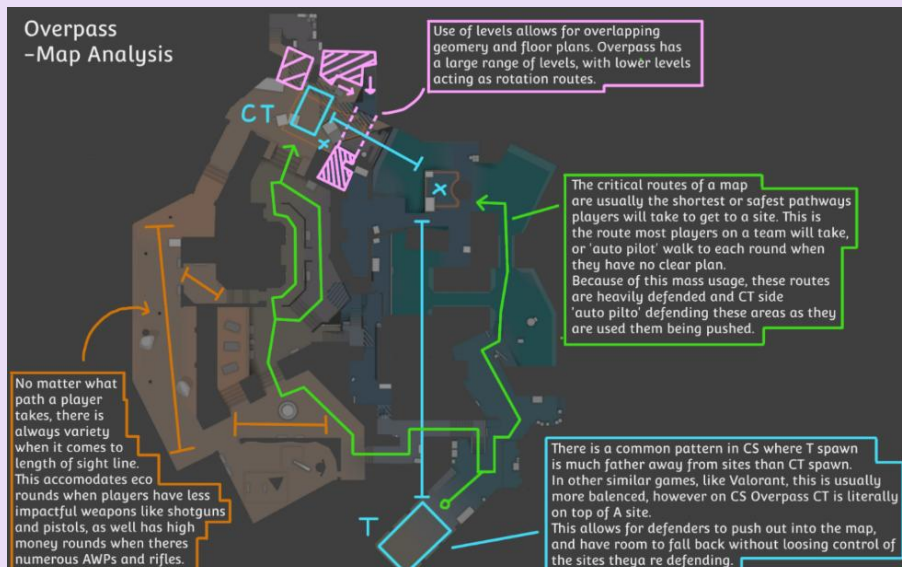 Overpass
-Map Analysis
Use of levels allows for overlapping
geomery and floor plans. Overpass has
a large range of levels, with lower levels
acting as rotation routes.
CT
x
x
The critical routes of a map
are usually the shortest or safest pathways
players will take to get to a site. This is
the route most players on a team will take,
or 'auto pilot' walk to each round when
they have no clear plan.
Because of this mass usage, these routes
are heavily defended and CT side
'auto pilto' defending these areas as they
are used them being pushed.
No matter what
path a player
takes, there is
always variety
when it comes to
length of sight line.
This accomodates eco
rounds when players have less
impactful weapons like shotguns
and pistols, as well has high
money rounds when theres
numerous AWPs and rifles.
T
There is a common pattern in CS where T spawn
is much father away from sites than CT spawn.
In other similar games, like Valorant, this is usually
more balenced, however on CS Overpass CT is literally
on top of A site.
This allows for defenders to push out into the map,
and have room to fall back without loosing control of
the sites theya re defending.